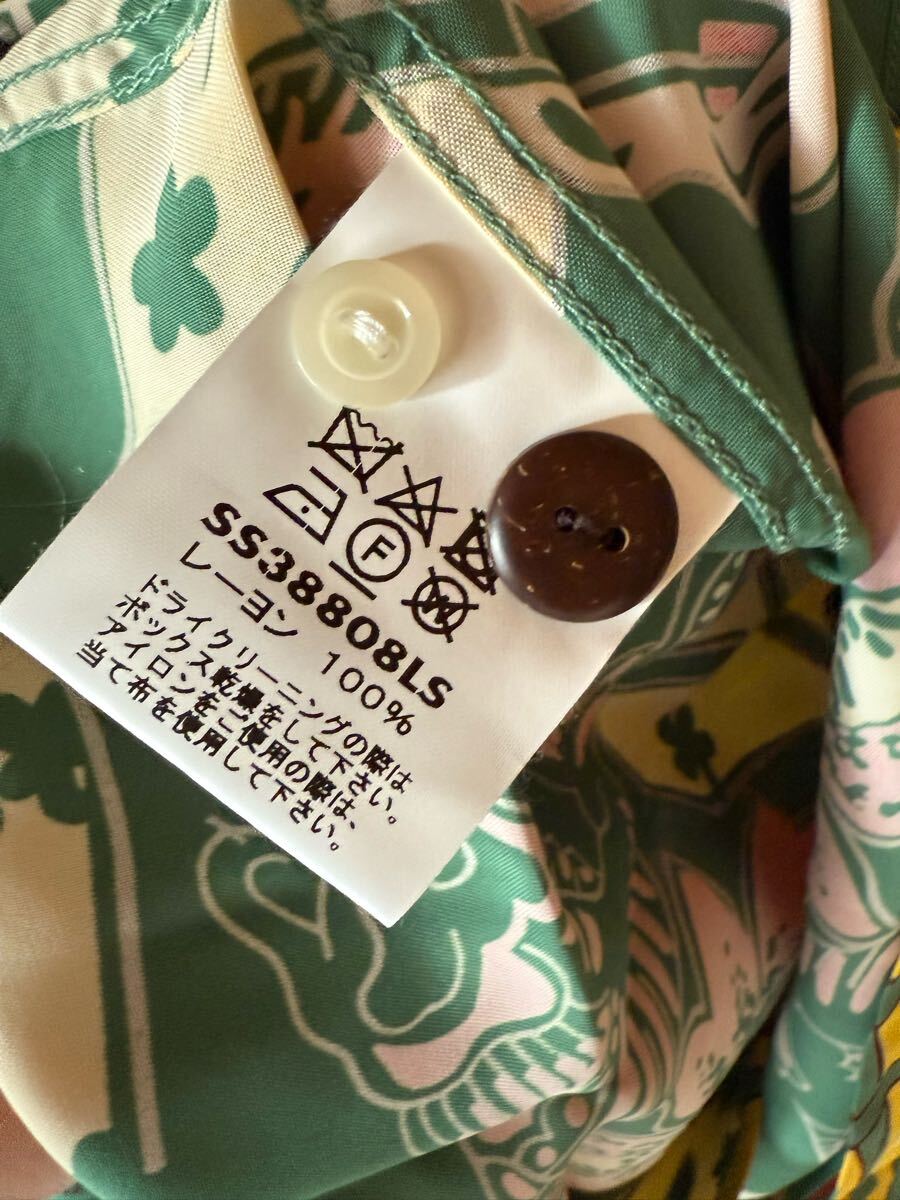 F
W
SS38808LS
レーヨン 100%
ドライクリーニングの際は
ボックス乾燥をして下さい。
アイロンをご使用の際は、
当て布を使用して下さい。